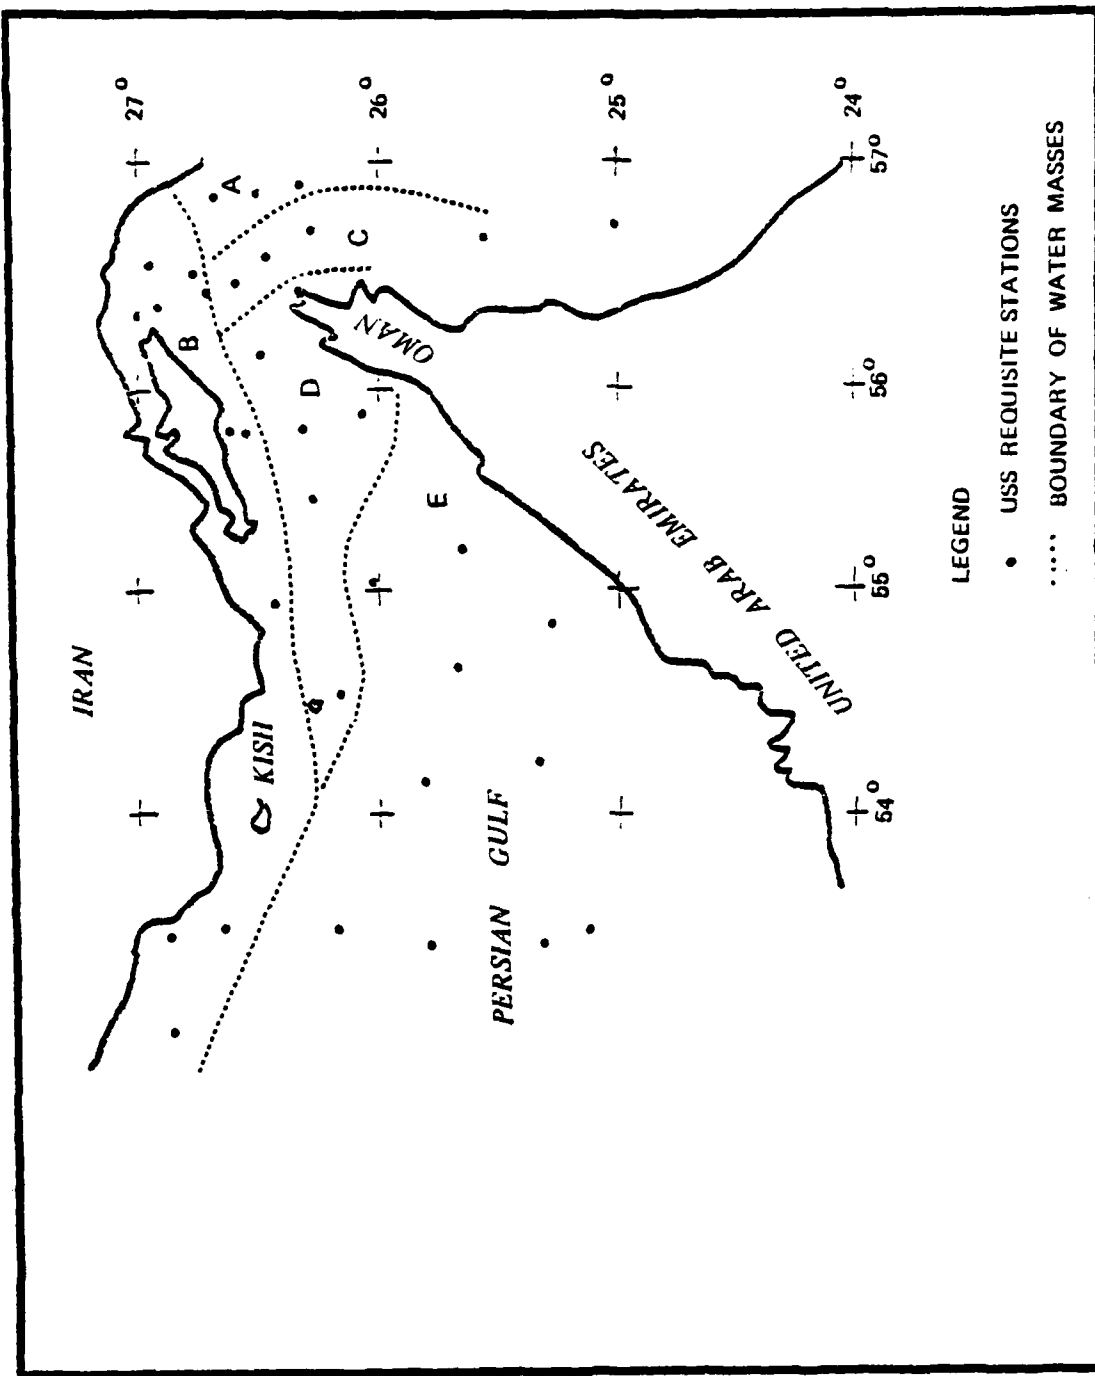 IRAN
KISH
PERSIAN GULF
OMAN
UNITED ARAB EMIRATES
A
B
C
D
E
27°
26°
25°
24°
57°
56°
55°
54°
LEGEND
• USS REQUISITE STATIONS
..... BOUNDARY OF WATER MASSES